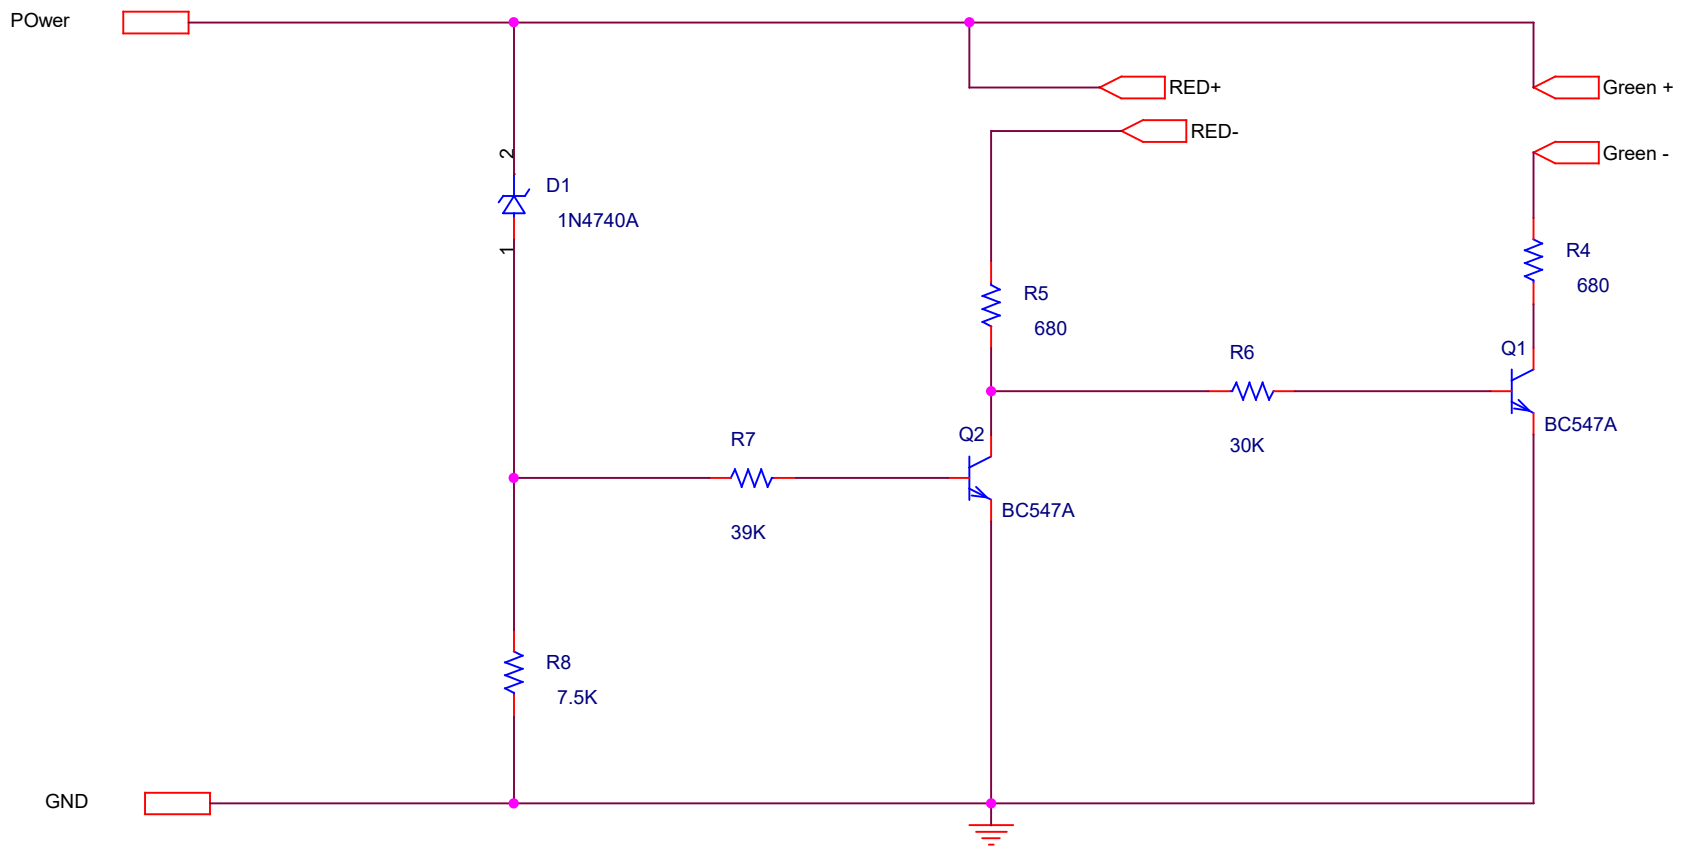 POwer
RED+
Green +
RED-
Green -
2
D1
1N4740A
1
R4
680
R5
680
R6
Q1
30K
BC547A
R7
Q2
39K
BC547A
R8
7.5K
GND